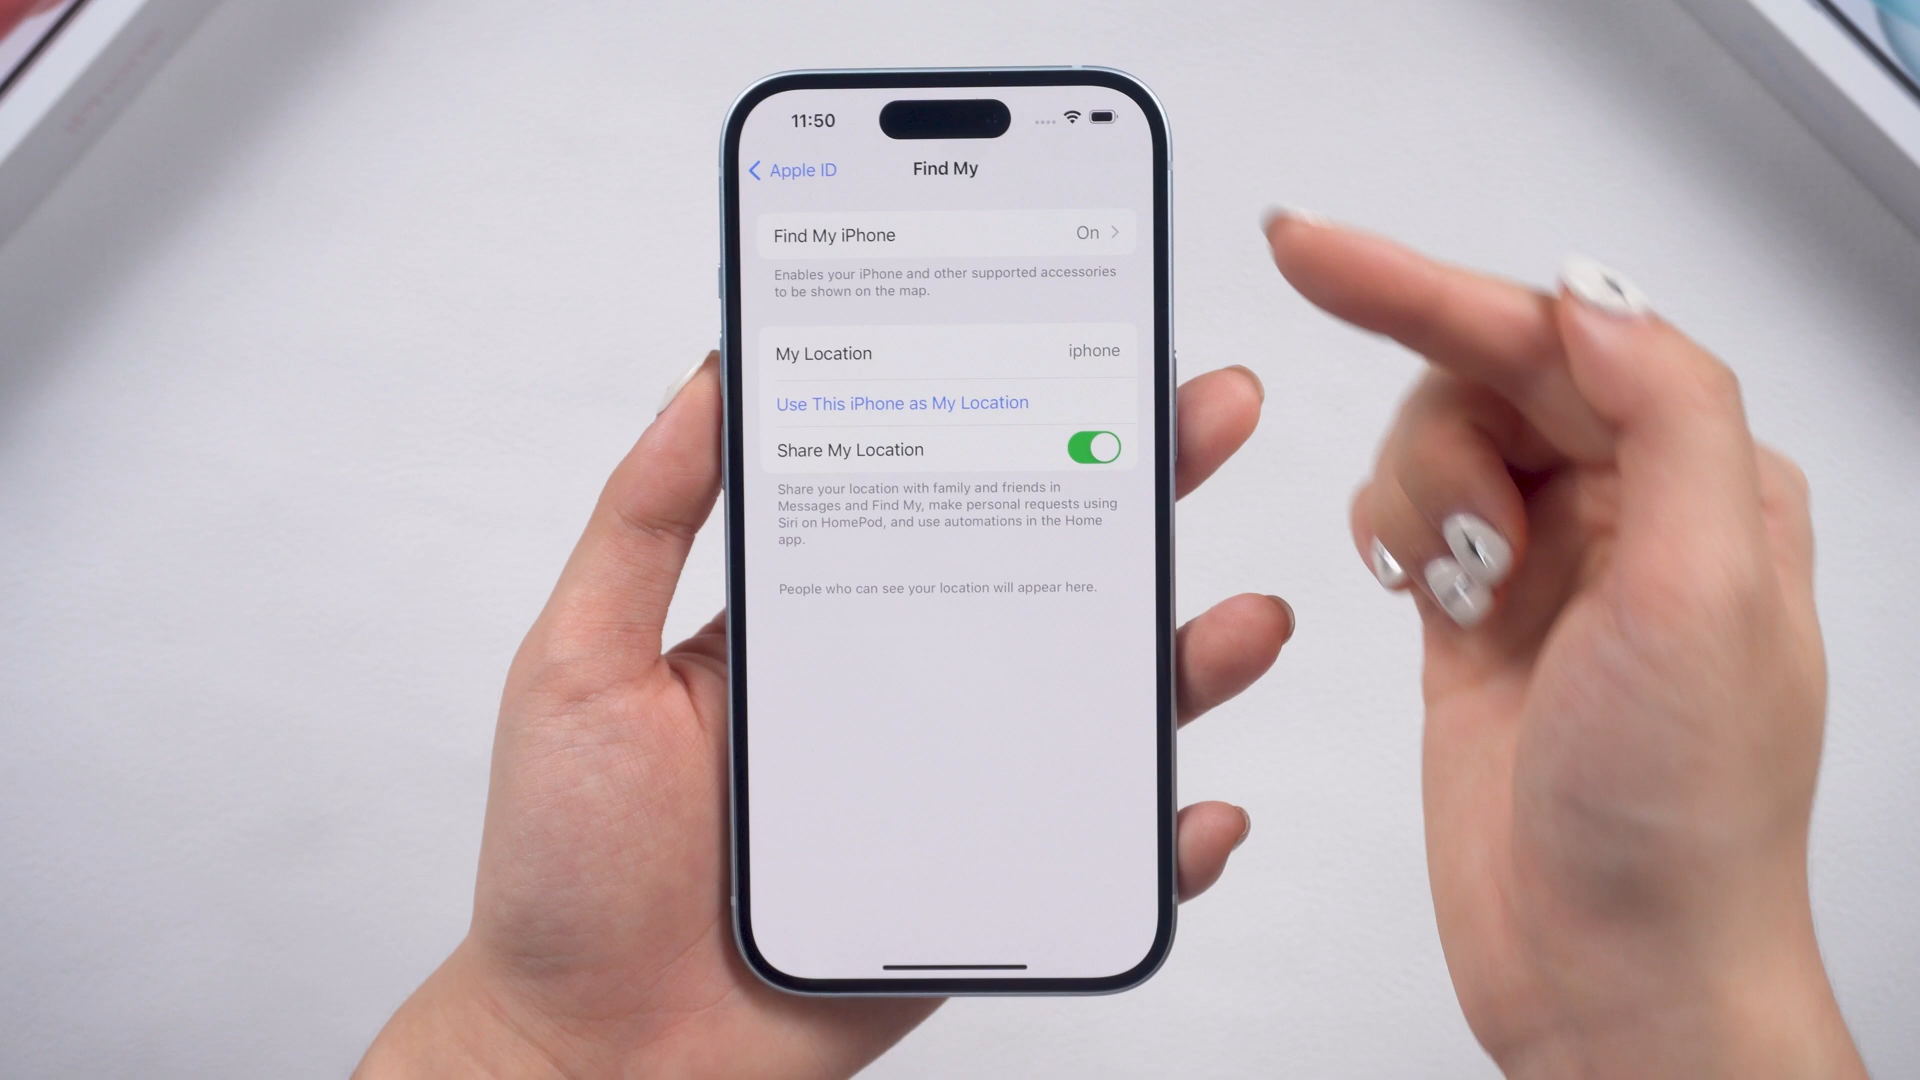 11:50
Apple ID
Find My
Find My iPhone On
Enables your iPhone and other supported accessories
to be shown on the map.
My Location iphone
Use This iPhone as My Location
Share My Location
Share your location with family and friends in
Messages and Find My, make personal requests using
Siri on HomePod, and use automations in the Home
app.
People who can see your location will appear here.